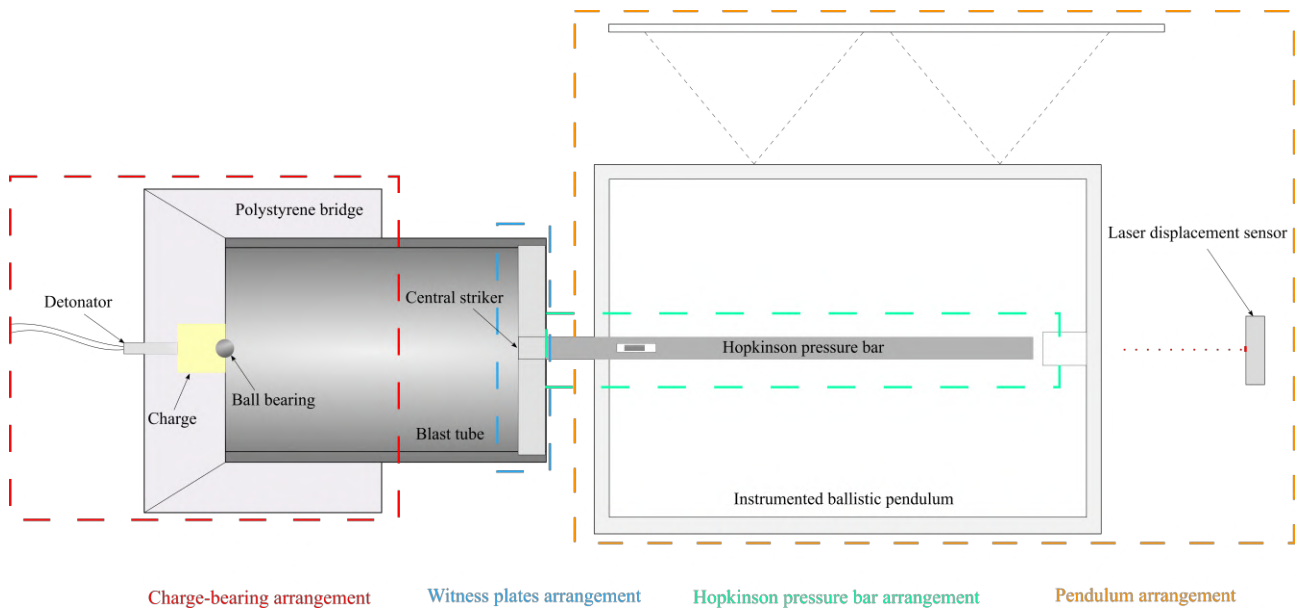 Polystyrene bridge
Laser displacement sensor
Detonator
Central striker
Hopkinson pressure bar
Ball bearing
Charge
Blast tube
Instrumented ballistic pendulum
Charge-bearing arrangement
Witness plates arrangement
Hopkinson pressure bar arrangement
Pendulum arrangement